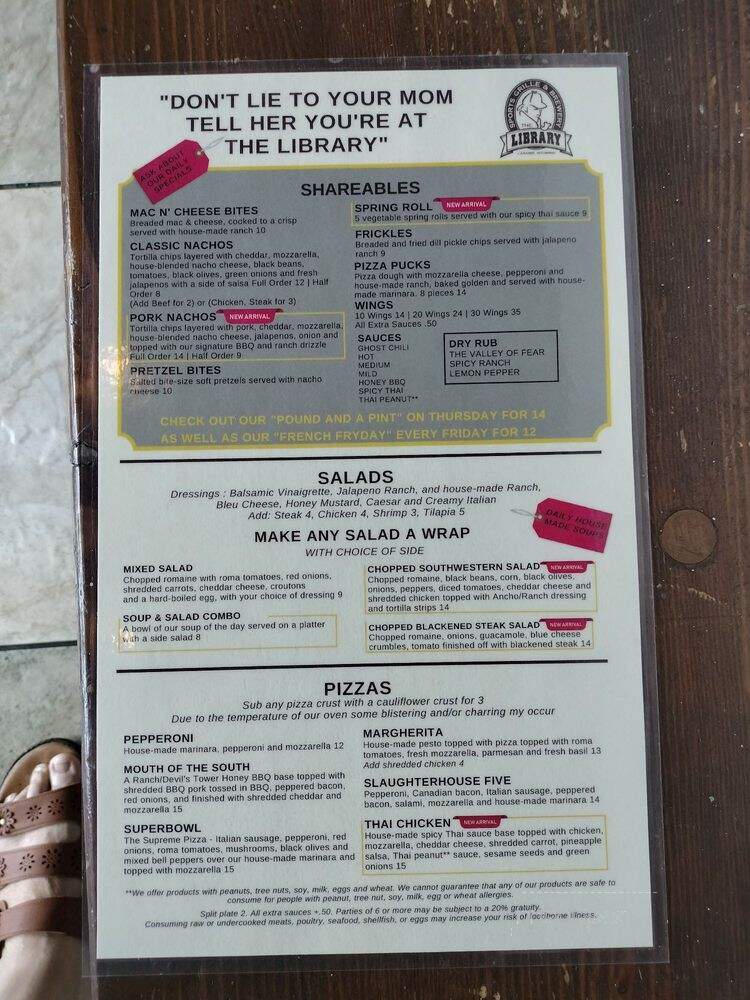 "DON'T LIE TO YOUR MOM
TELL HER YOU'RE AT
THE LIBRARY"
SPORTS GRILLE & BREWERY
THE
LIBRARY
LARAMIE, WYOMING
ASK ABOUT
OUR DAILY
SPECIALS
SHAREABLES
MAC N' CHEESE BITES
Breaded mac & cheese, cooked to a crisp
served with house-made ranch 10
CLASSIC NACHOS
Tortilla chips layered with cheddar, mozzarella,
house-blended nacho cheese, black beans,
tomatoes, black olives, green onions and fresh
jalapenos with a side of salsa Full Order 12 | Half
Order 8
(Add Beef for 2) or (Chicken, Steak for 3)
PORK NACHOS NEW ARRIVAL
Tortilla chips layered with pork, cheddar, mozzarella,
house-blended nacho cheese, jalapenos, onion and
topped with our signature BBQ and ranch drizzle
Full Order 14 | Half Order 9
PRETZEL BITES
Salted bite-size soft pretzels served with nacho
cheese 10
SPRING ROLL NEW ARRIVAL
5 vegetable spring rolls served with our spicy thai sauce 9
FRICKLES
Breaded and fried dill pickle chips served with jalapeno
ranch 9
PIZZA PUCKS
Pizza dough with mozzarella cheese, pepperoni and
house-made ranch, baked golden and served with house-
made marinara. 8 pieces 14
WINGS
10 Wings 14 | 20 Wings 24 | 30 Wings 35
All Extra Sauces .50
SAUCES
GHOST CHILI
HOT
MEDIUM
MILD
HONEY BBQ
SPICY THAI
THAI PEANUT**
DRY RUB
THE VALLEY OF FEAR
SPICY RANCH
LEMON PEPPER
CHECK OUT OUR "POUND AND A PINT" ON THURSDAY FOR 14
AS WELL AS OUR "FRENCH FRYDAY" EVERY FRIDAY FOR 12
SALADS
Dressings : Balsamic Vinaigrette, Jalapeno Ranch, and house-made Ranch,
Bleu Cheese, Honey Mustard, Caesar and Creamy Italian
Add: Steak 4, Chicken 4, Shrimp 3, Tilapia 5
DAILY HOUSE
MADE SOUPS
MAKE ANY SALAD A WRAP
WITH CHOICE OF SIDE
MIXED SALAD
Chopped romaine with roma tomatoes, red onions,
shredded carrots, cheddar cheese, croutons
and a hard-boiled egg, with your choice of dressing 9
SOUP & SALAD COMBO
A bowl of our soup of the day served on a platter
with a side salad 8
CHOPPED SOUTHWESTERN SALAD NEW ARRIVAL
Chopped romaine, black beans, corn, black olives,
onions, peppers, diced tomatoes, cheddar cheese and
shredded chicken topped with Ancho/Ranch dressing
and tortilla strips 14
CHOPPED BLACKENED STEAK SALAD NEW ARRIVAL
Chopped romaine, onions, guacamole, blue cheese
crumbles, tomato finished off with blackened steak 14
PIZZAS
Sub any pizza crust with a cauliflower crust for 3
Due to the temperature of our oven some blistering and/or charring my occur
PEPPERONI
House-made marinara, pepperoni and mozzarella 12
MOUTH OF THE SOUTH
A Ranch/Devil's Tower Honey BBQ base topped with
shredded BBQ pork tossed in BBQ, peppered bacon,
red onions, and finished with shredded cheddar and
mozzarella 15
SUPERBOWL
The Supreme Pizza - Italian sausage, pepperoni, red
onions, roma tomatoes, mushrooms, black olives and
mixed bell peppers over our house-made marinara and
topped with mozzarella 15
MARGHERITA
House-made pesto topped with pizza topped with roma
tomatoes, fresh mozzarella, parmesan and fresh basil 13
Add shredded chicken 4
SLAUGHTERHOUSE FIVE
Pepperoni, Canadian bacon, Italian sausage, peppered
bacon, salami, mozzarella and house-made marinara 14
THAI CHICKEN NEW ARRIVAL
House-made spicy Thai sauce base topped with chicken,
mozzarella, cheddar cheese, shredded carrot, pineapple
salsa, Thai peanut** sauce, sesame seeds and green
onions 15
**We offer products with peanuts, tree nuts, soy, milk, eggs and wheat. We cannot guarantee that any of our products are safe to
consume for people with peanut, tree nut, soy, milk, egg or wheat allergies.
Split plate 2. All extra sauces +.50. Parties of 6 or more may be subject to a 20% gratuity.
Consuming raw or undercooked meats, poultry, seafood, shellfish, or eggs may increase your risk of foodborne illness.